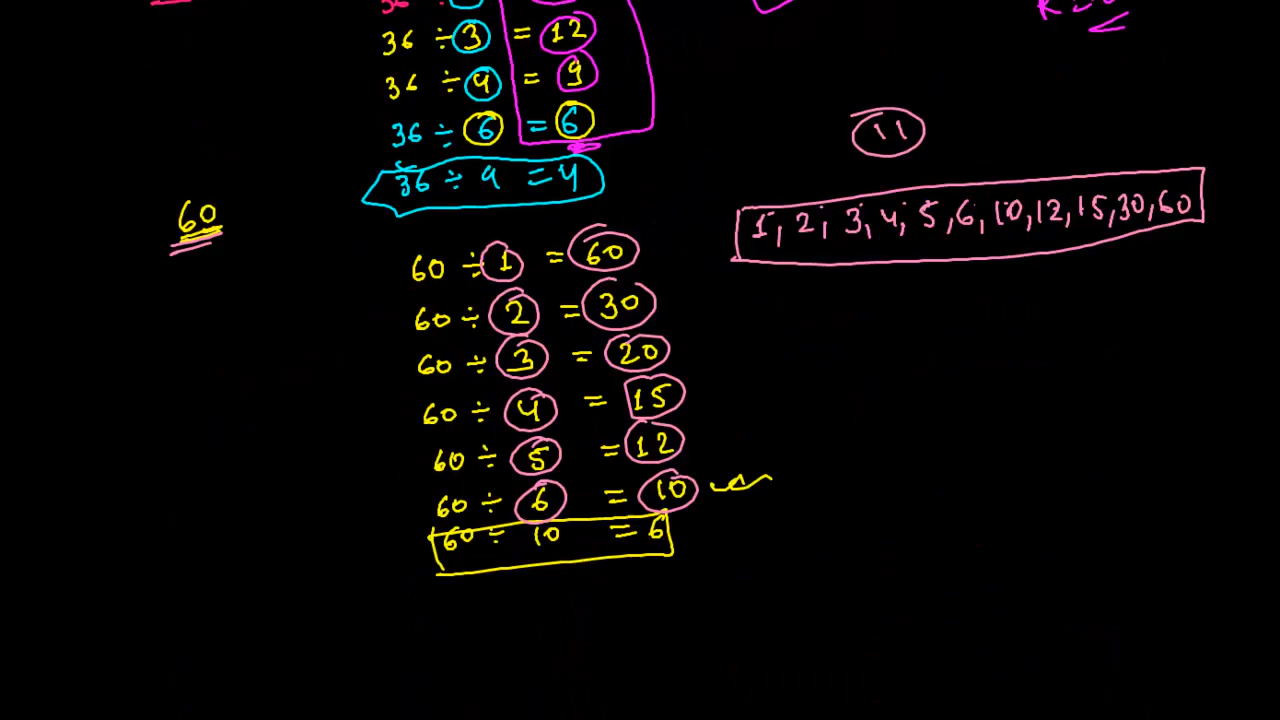 36 ÷ 3 = 12
36 ÷ 4 = 9
36 ÷ 6 = 6
36 ÷ 9 = 4
11
60
1, 2, 3, 4, 5, 6, 10, 12, 15, 30, 60
60 ÷ 1 = 60
60 ÷ 2 = 30
60 ÷ 3 = 20
60 ÷ 4 = 15
60 ÷ 5 = 12
60 ÷ 6 = 10
60 ÷ 10 = 6